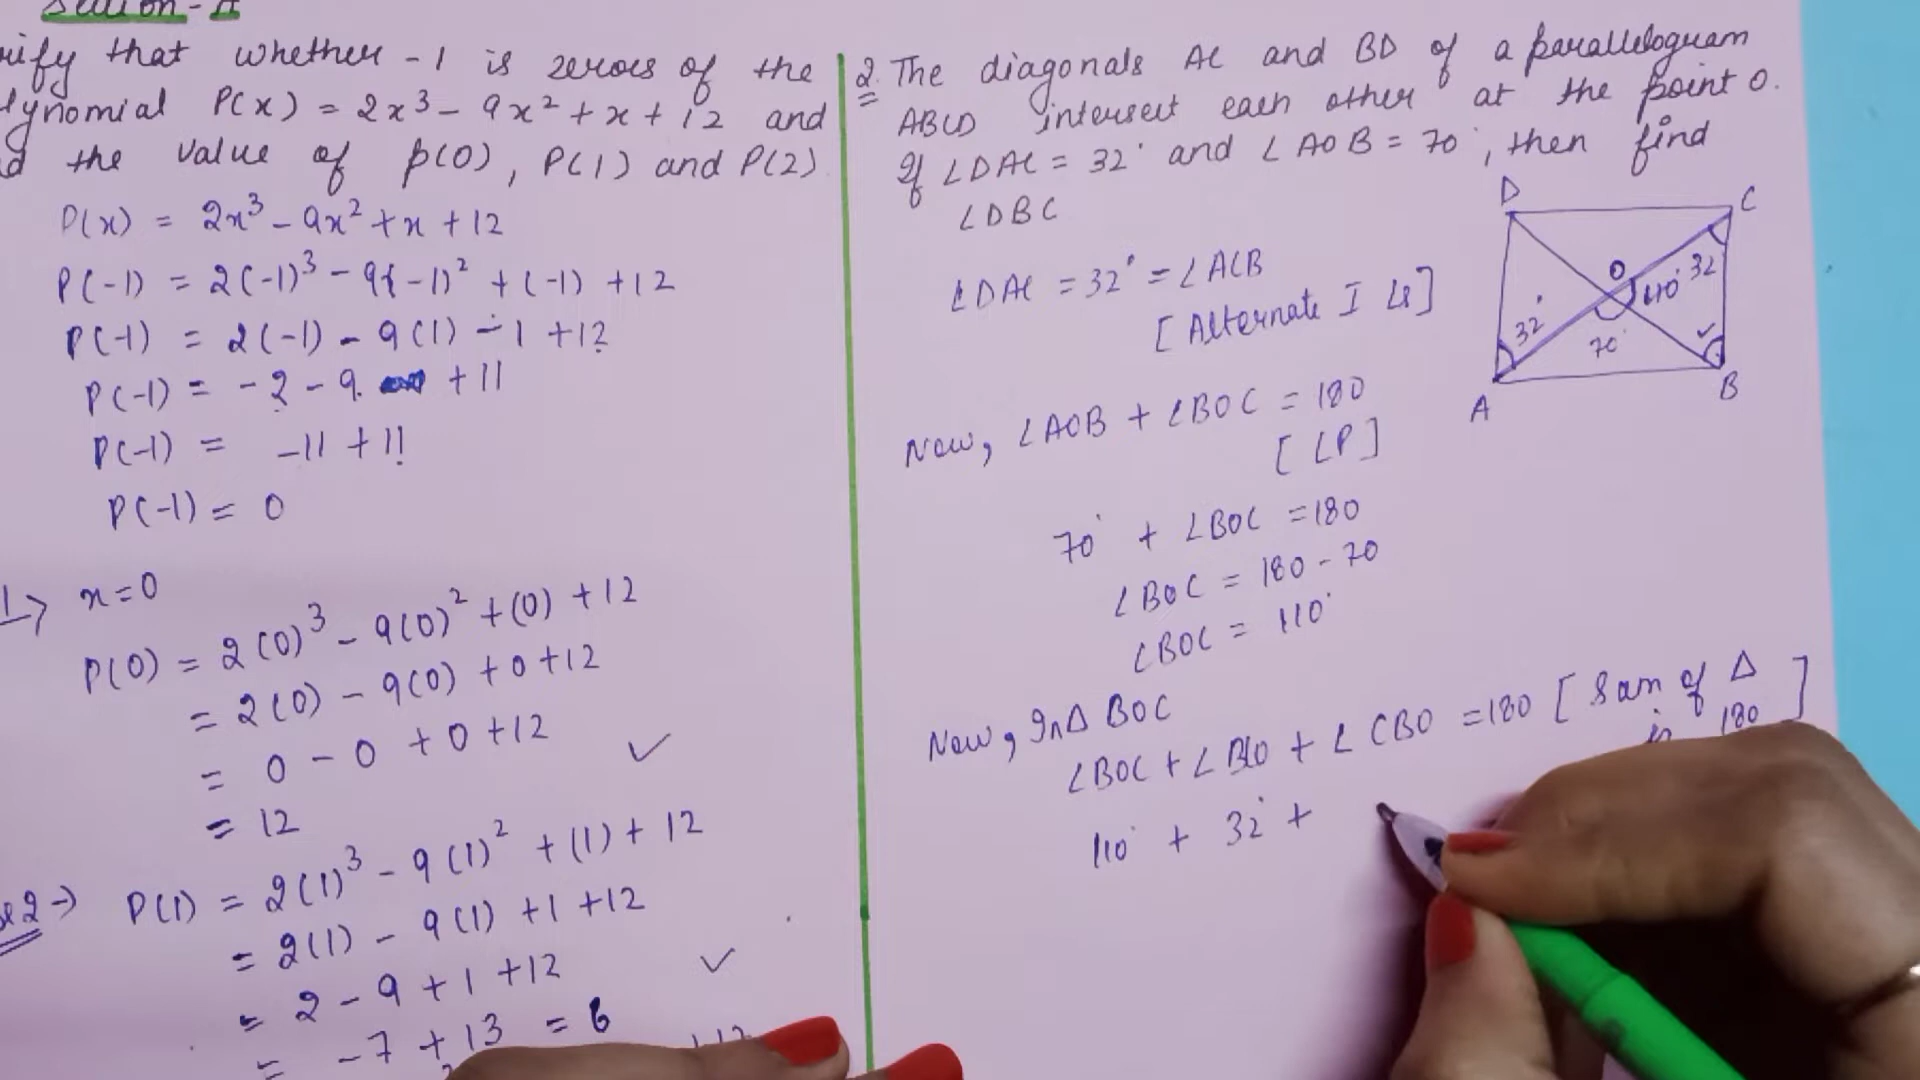 Section-A
rify that whether -1 is zeroes of the
lynomial P(x) = 2x³ - 9x² + x + 12 and
d the value of p(0), P(1) and P(2)
P(x) = 2x³ - 9x² + x + 12
P(-1) = 2(-1)³ - 9(-1)² + (-1) + 12
P(-1) = 2(-1) - 9(1) - 1 + 12
P(-1) = -2 - 9 + 11
P(-1) = -11 + 11
P(-1) = 0
x = 0
P(0) = 2(0)³ - 9(0)² + (0) + 12
= 2(0) - 9(0) + 0 + 12
= 0 - 0 + 0 + 12
= 12
se 2 → P(1) = 2(1)³ - 9(1)² + (1) + 12
= 2(1) - 9(1) + 1 + 12
= 2 - 9 + 1 + 12
= -7 + 13 = 6
+12
2. The diagonals AC and BD of a parallelogram
ABCD intersect each other at the point O.
If ∠DAC = 32° and ∠AOB = 70°, then find
∠DBC
∠DAC = 32° = ∠ACB
[Alternate I ∠s]
Now, ∠AOB + ∠BOC = 180
[∠P]
70° + ∠BOC = 180
∠BOC = 180 - 70
∠BOC = 110°
Now, In Δ BOC
∠BOC + ∠BCO + ∠CBO = 180 [Sum of Δ
is 180]
110° + 32° +
D
C
O
110° 32
32°
70°
A
B